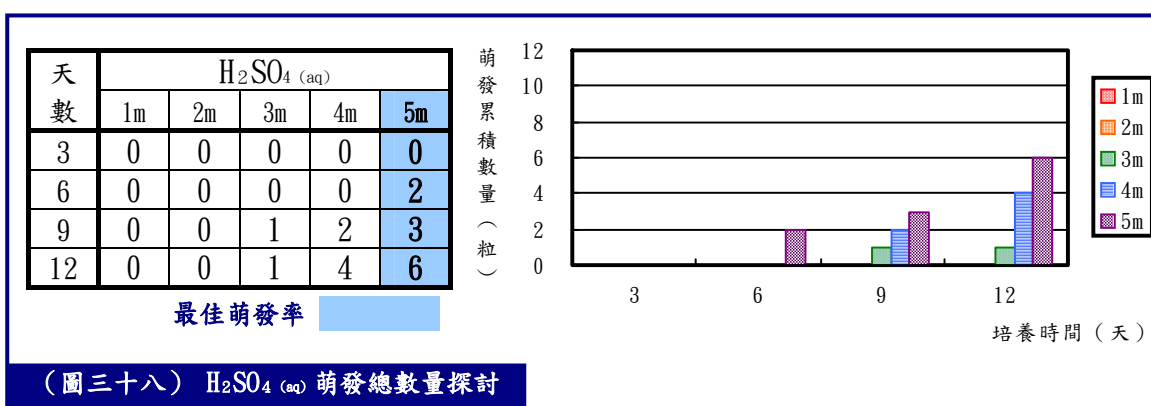 天數 H₂SO₄ (aq)
1m 2m 3m 4m 5m
3 0 0 0 0 0
6 0 0 0 0 2
9 0 0 1 2 3
12 0 0 1 4 6
最佳萌發率
萌發累積數量（粒）
12
10
8
6
4
2
0
3 6 9 12
培養時間（天）
1m
2m
3m
4m
5m
（圖三十八） H₂SO₄ (aq) 萌發總數量探討